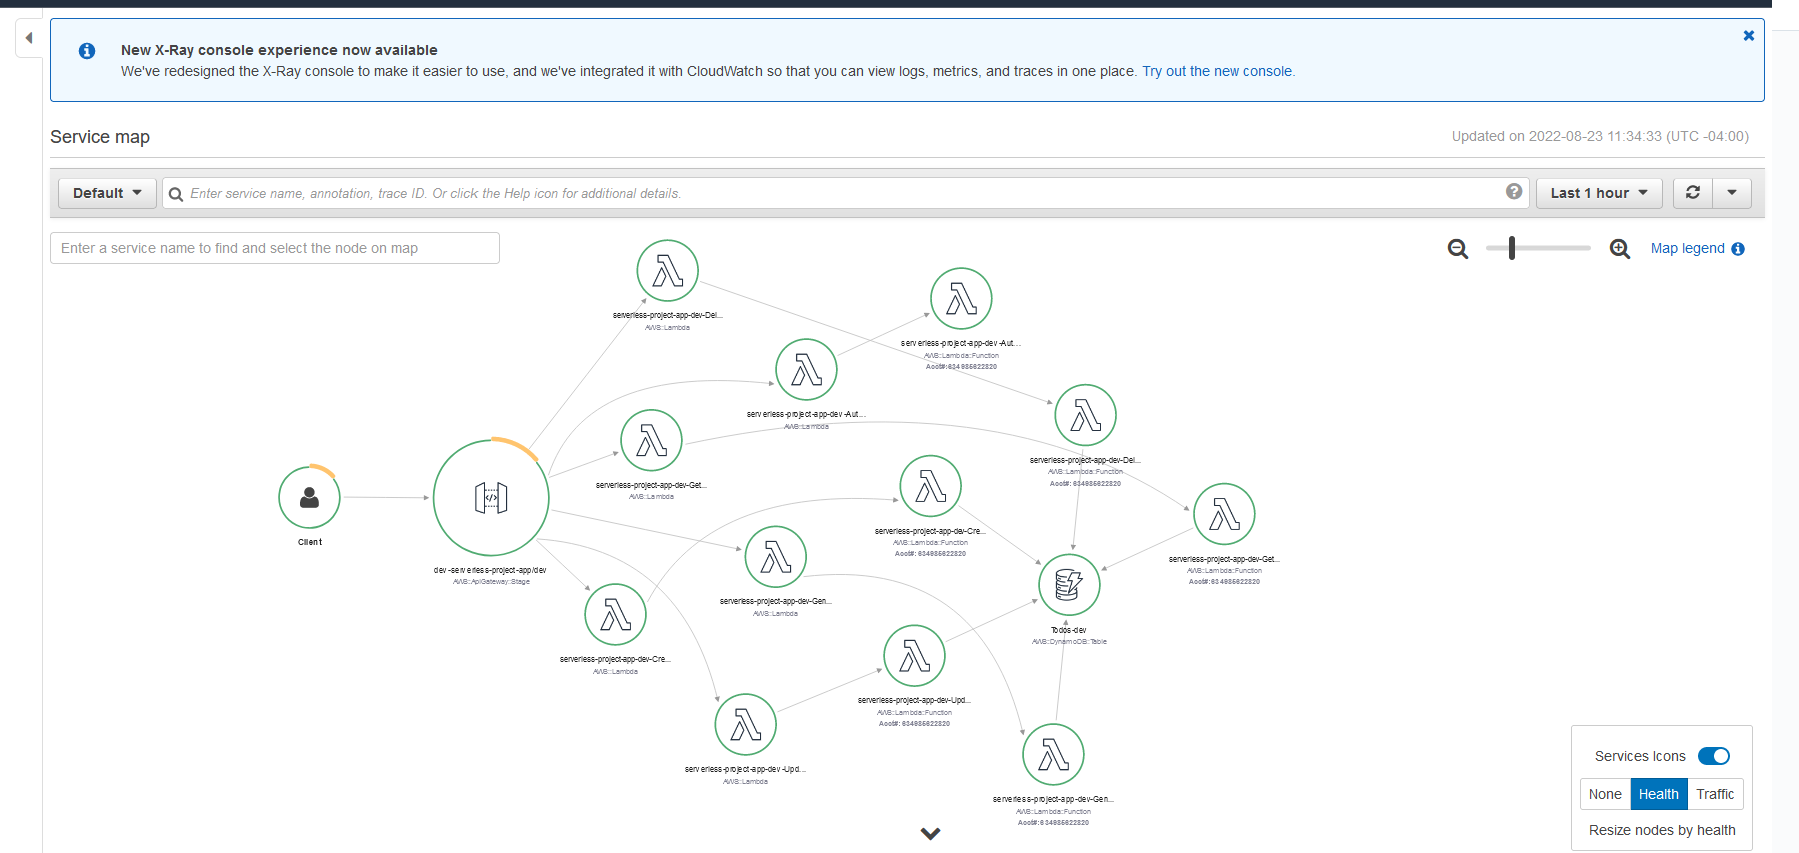 New X-Ray console experience now available
We've redesigned the X-Ray console to make it easier to use, and we've integrated it with CloudWatch so that you can view logs, metrics, and traces in one place. Try out the new console.
Service map
Updated on 2022-08-23 11:34:33 (UTC -04:00)
Default
Enter service name, annotation, trace ID. Or click the Help icon for additional details.
Last 1 hour
Enter a service name to find and select the node on map
Map legend
serverless-project-app-dev-Del...
AWS::Lambda
serverless-project-app-dev-Aut...
AWS::Lambda::Function
Acct#:634985622820
serverless-project-app-dev-Aut...
AWS::Lambda
serverless-project-app-dev-Del...
AWS::Lambda::Function
Acct#: 634985622820
serverless-project-app-dev-Get...
AWS::Lambda
serverless-project-app-dev-Cre...
AWS::Lambda::Function
Acct#: 634985622820
Client
serverless-project-app-dev-Get...
AWS::Lambda::Function
Acct#: 634985622820
dev-serverless-project-app/dev
AWS::ApiGateway::Stage
serverless-project-app-dev-Gen...
AWS::Lambda
Todos-dev
AWS::DynamoDB::Table
serverless-project-app-dev-Cre...
AWS::Lambda
serverless-project-app-dev-Upd...
AWS::Lambda::Function
Acct#: 634985622820
serverless-project-app-dev-Upd...
AWS::Lambda
serverless-project-app-dev-Gen...
AWS::Lambda::Function
Acct#:634985622820
Services Icons
None Health Traffic
Resize nodes by health